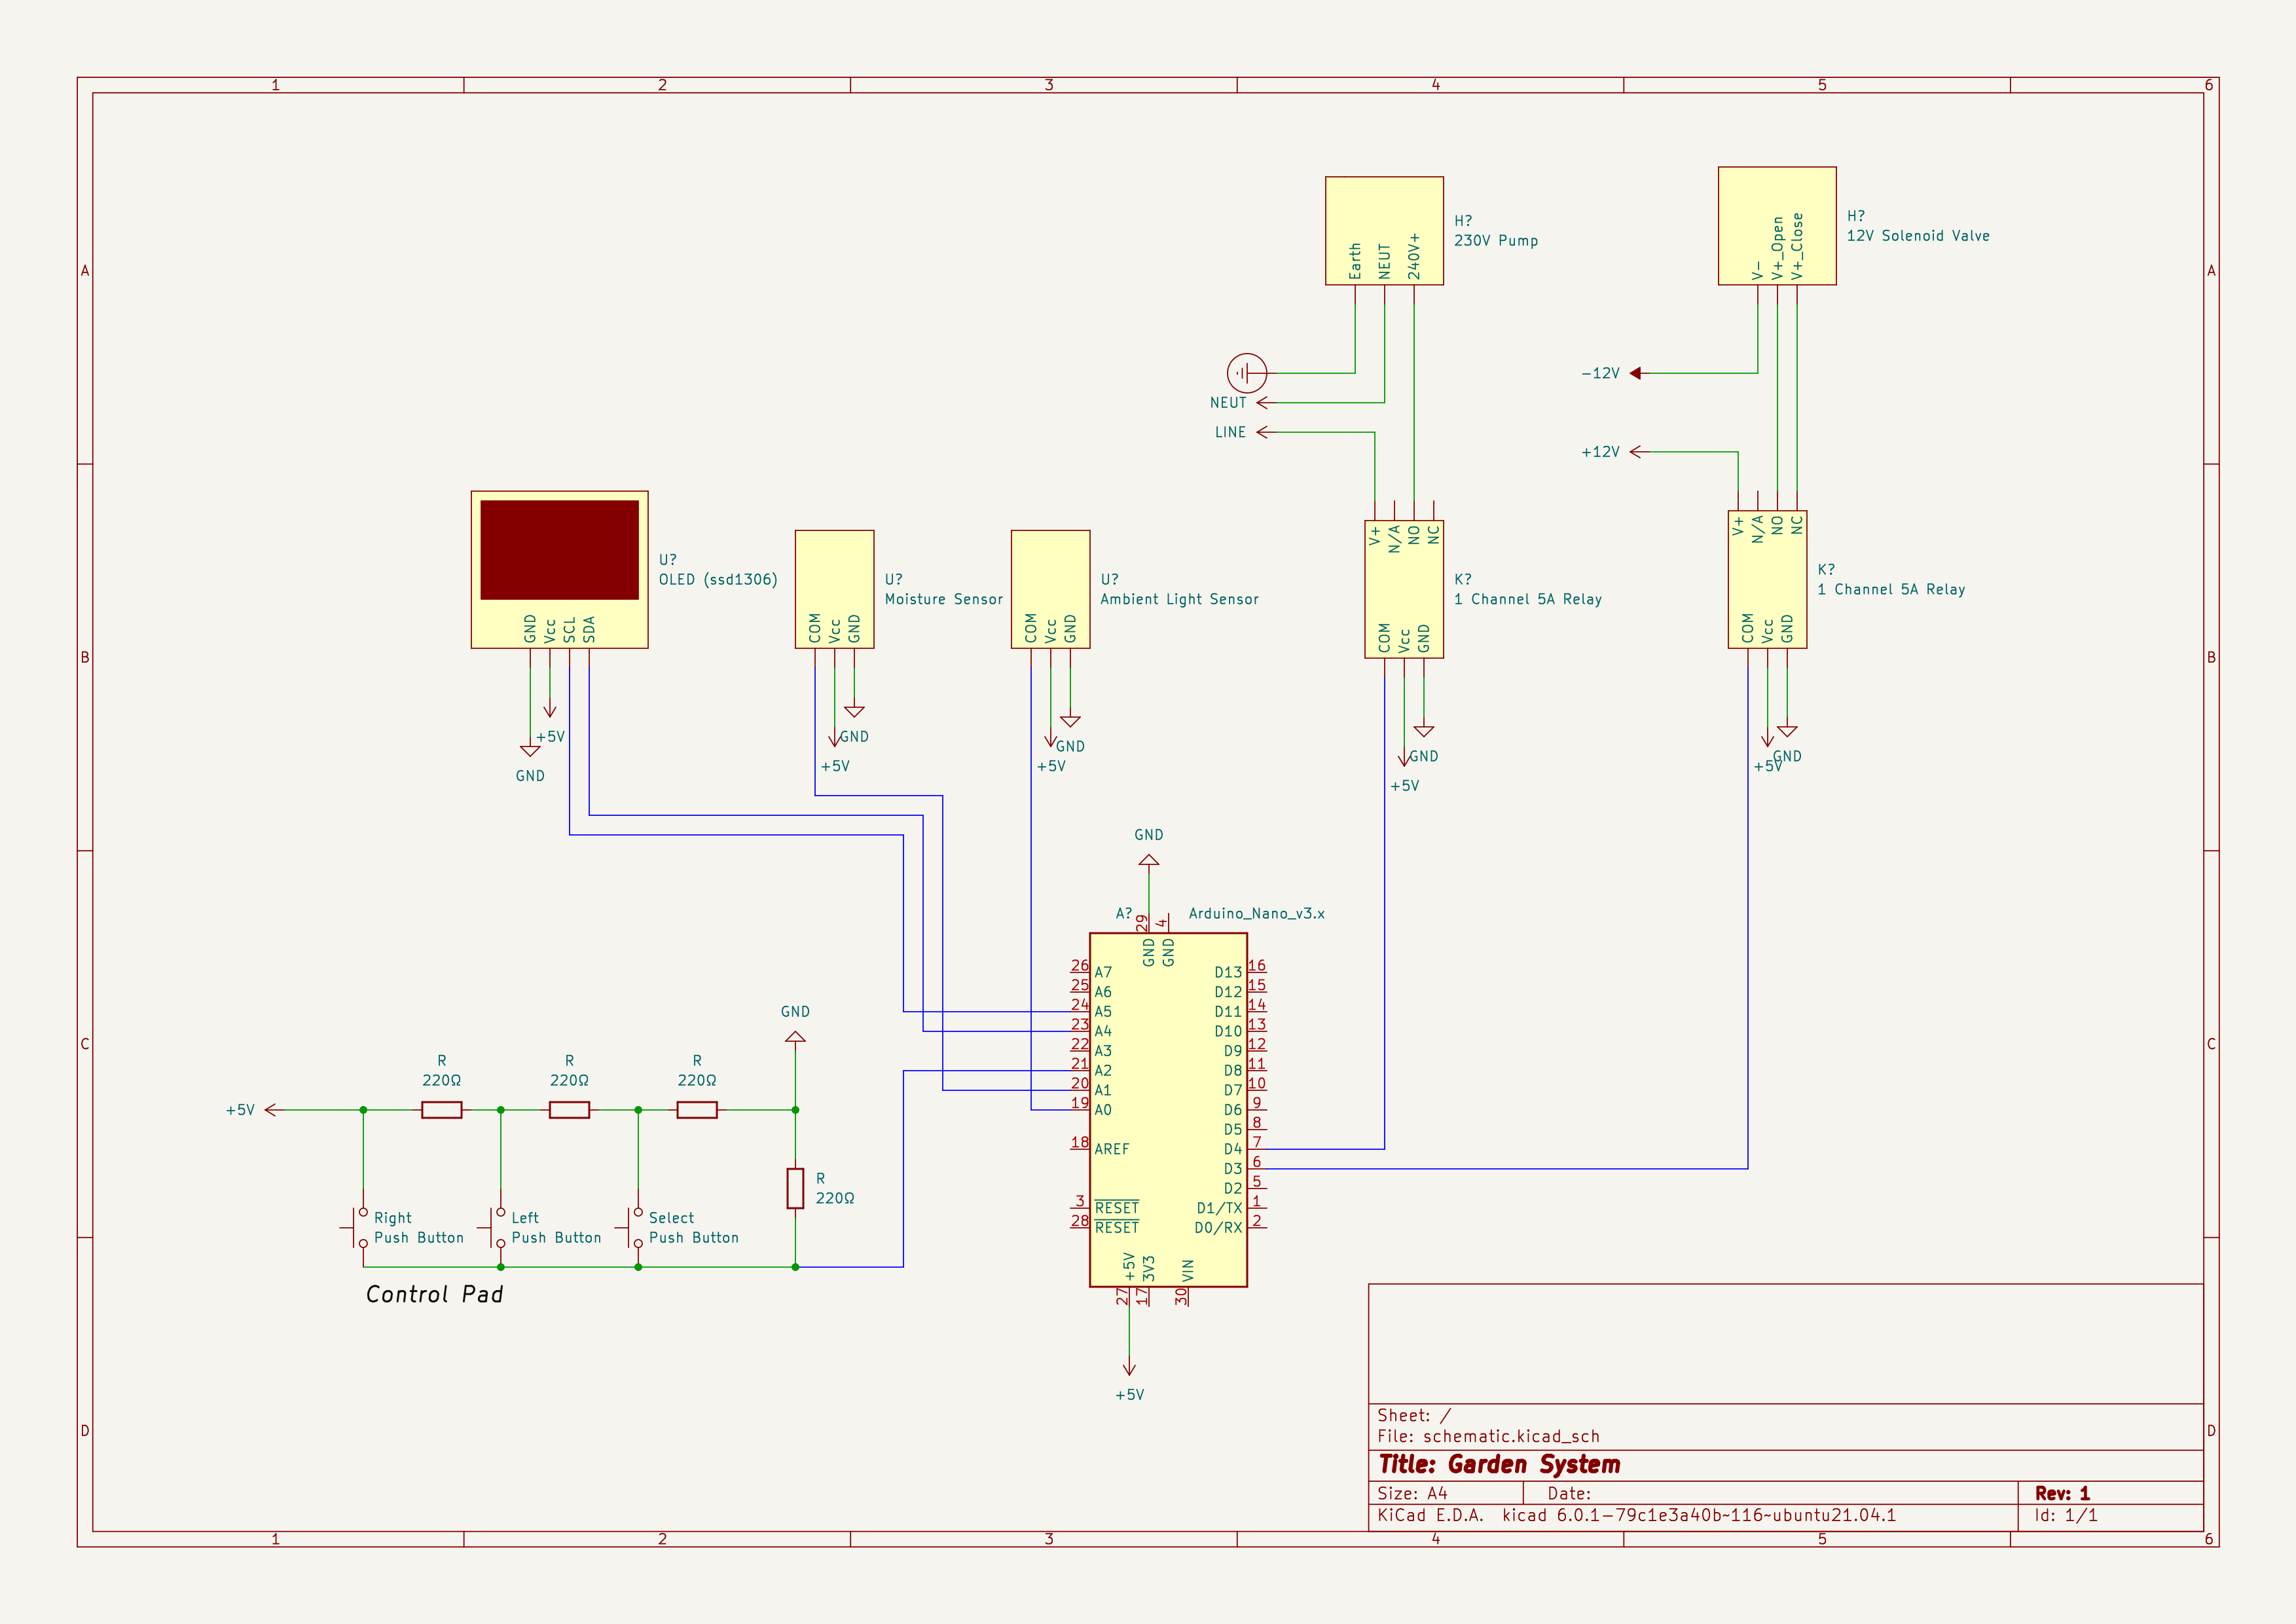 1 2 3 4 5 6
A
B
C
D
A
B
C
D
H?
230V Pump
Earth
NEUT
240V+
H?
12V Solenoid Valve
V-
V+_Open
V+_Close
NEUT
LINE
-12V
+12V
U?
OLED (ssd1306)
GND
Vcc
SCL
SDA
+5V
GND
U?
Moisture Sensor
COM
Vcc
GND
GND
+5V
U?
Ambient Light Sensor
COM
Vcc
GND
GND
+5V
K?
1 Channel 5A Relay
V+
N/A
NO
NC
COM
Vcc
GND
GND
+5V
K?
1 Channel 5A Relay
V+
N/A
NO
NC
COM
Vcc
GND
GND
+5V
GND
A?
Arduino_Nano_v3.x
29
4
GND
GND
26 A7
25 A6
24 A5
23 A4
22 A3
21 A2
20 A1
19 A0
18 AREF
3 RESET
28 RESET
D13 16
D12 15
D11 14
D10 13
D9 12
D8 11
D7 10
D6 9
D5 8
D4 7
D3 6
D2 5
D1/TX 1
D0/RX 2
+5V
3V3
VIN
27
17
30
+5V
GND
R
220Ω
R
220Ω
R
220Ω
+5V
R
220Ω
Right
Push Button
Left
Push Button
Select
Push Button
Control Pad
Sheet: /
File: schematic.kicad_sch
Title: Garden System
Size: A4 Date: Rev: 1
KiCad E.D.A. kicad 6.0.1-79c1e3a40b~116~ubuntu21.04.1 Id: 1/1
1 2 3 4 5 6